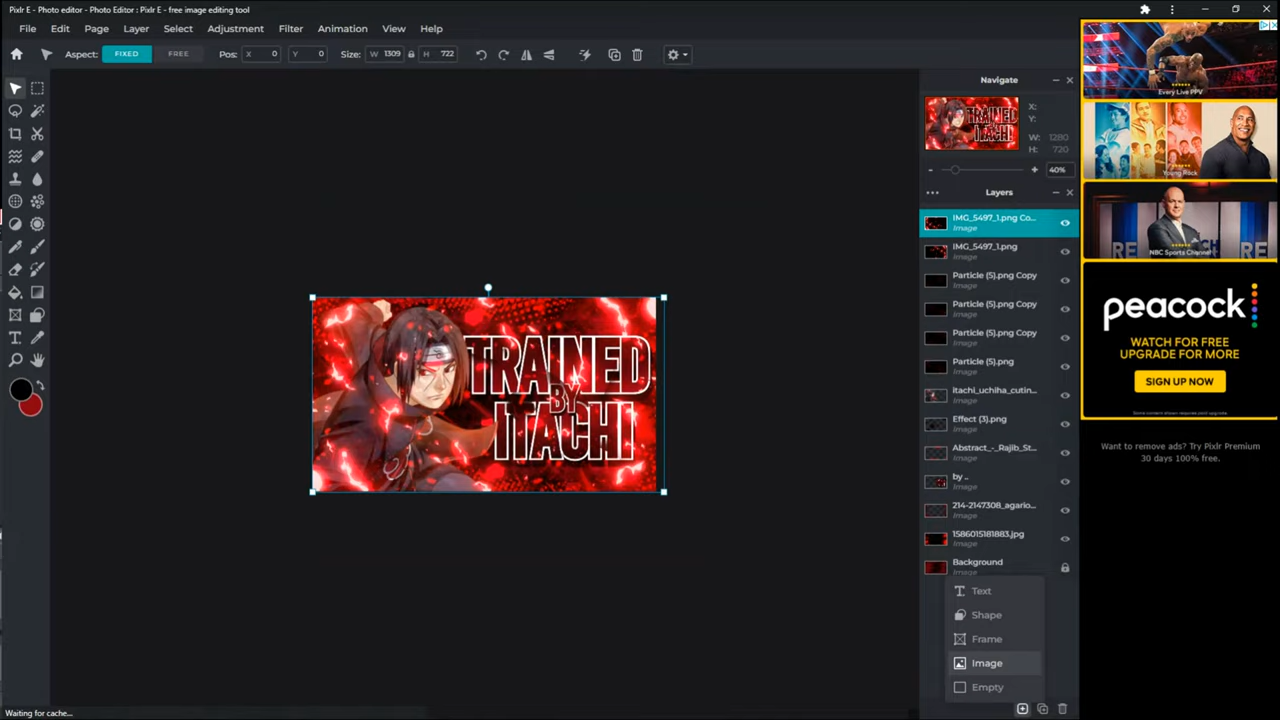 Pixlr E - Photo editor - Photo Editor : Pixlr E - free image editing tool
File Edit Page Layer Select Adjustment Filter Animation View Help
Aspect: FIXED FREE Pos: X 0 Y 0 Size: W 1309 H 722
Navigate
X:
Y:
W: 1280
H: 720
40%
Layers
IMG_5497_1.png Co...
Image
IMG_5497_1.png
Image
Particle (5).png Copy
Image
Particle (5).png Copy
Image
Particle (5).png Copy
Image
Particle (5).png
Image
itachi_uchiha_cutin...
Image
Effect (3).png
Image
Abstract_-_Rajib_St...
Image
by ..
Image
214-2147308_agario...
Image
1586015181883.jpg
Image
Background
Image
Text
Shape
Frame
Image
Empty
TRAINED
BY
ITACHI
TRAINED
ITACHI
Every Live PPV
Young Rock
NBC Sports Channel
peacock
WATCH FOR FREE
UPGRADE FOR MORE
SIGN UP NOW
Want to remove ads? Try Pixlr Premium
30 days 100% free.
Waiting for cache...